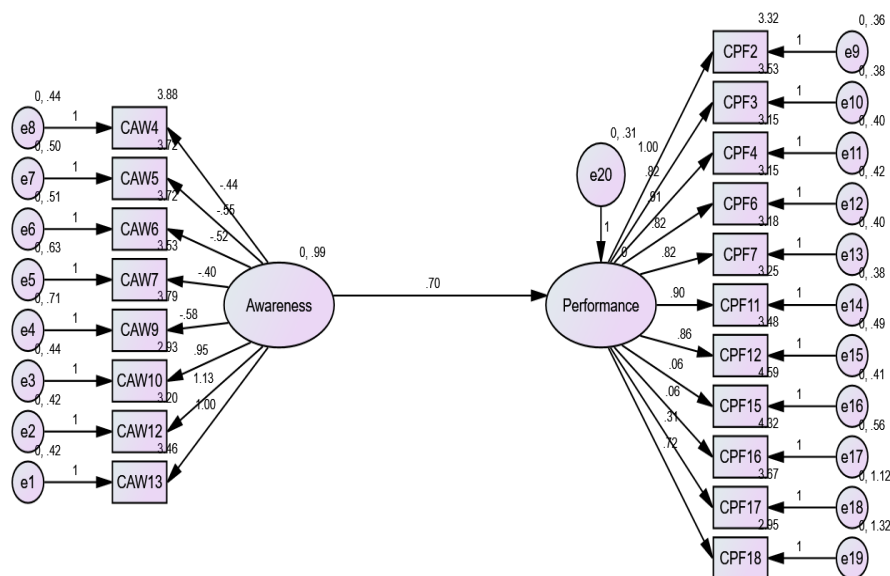 0, .44
e8
1
CAW4
3.88
0, .50
e7
1
CAW5
3.72
0, .51
e6
1
CAW6
3.72
0, .63
e5
1
CAW7
3.53
0, .71
e4
1
CAW9
3.79
0, .44
e3
1
CAW10
2.93
0, .42
e2
1
CAW12
3.20
0, .42
e1
1
CAW13
3.46
-.44
-.55
-.52
-.40
-.58
.95
1.13
1.00
0, .99
Awareness
.70
0, .31
e20
1
0
Performance
1.00
.82
.91
.82
.82
.90
.86
.06
.06
.31
.72
3.32
CPF2
1
0, .36
e9
3.53
CPF3
1
0, .38
e10
3.15
CPF4
1
0, .40
e11
3.15
CPF6
1
0, .42
e12
3.18
CPF7
1
0, .40
e13
3.25
CPF11
1
0, .38
e14
3.48
CPF12
1
0, .49
e15
4.59
CPF15
1
0, .41
e16
4.32
CPF16
1
0, .56
e17
3.67
CPF17
1
0, 1.12
e18
2.95
CPF18
1
0, 1.32
e19